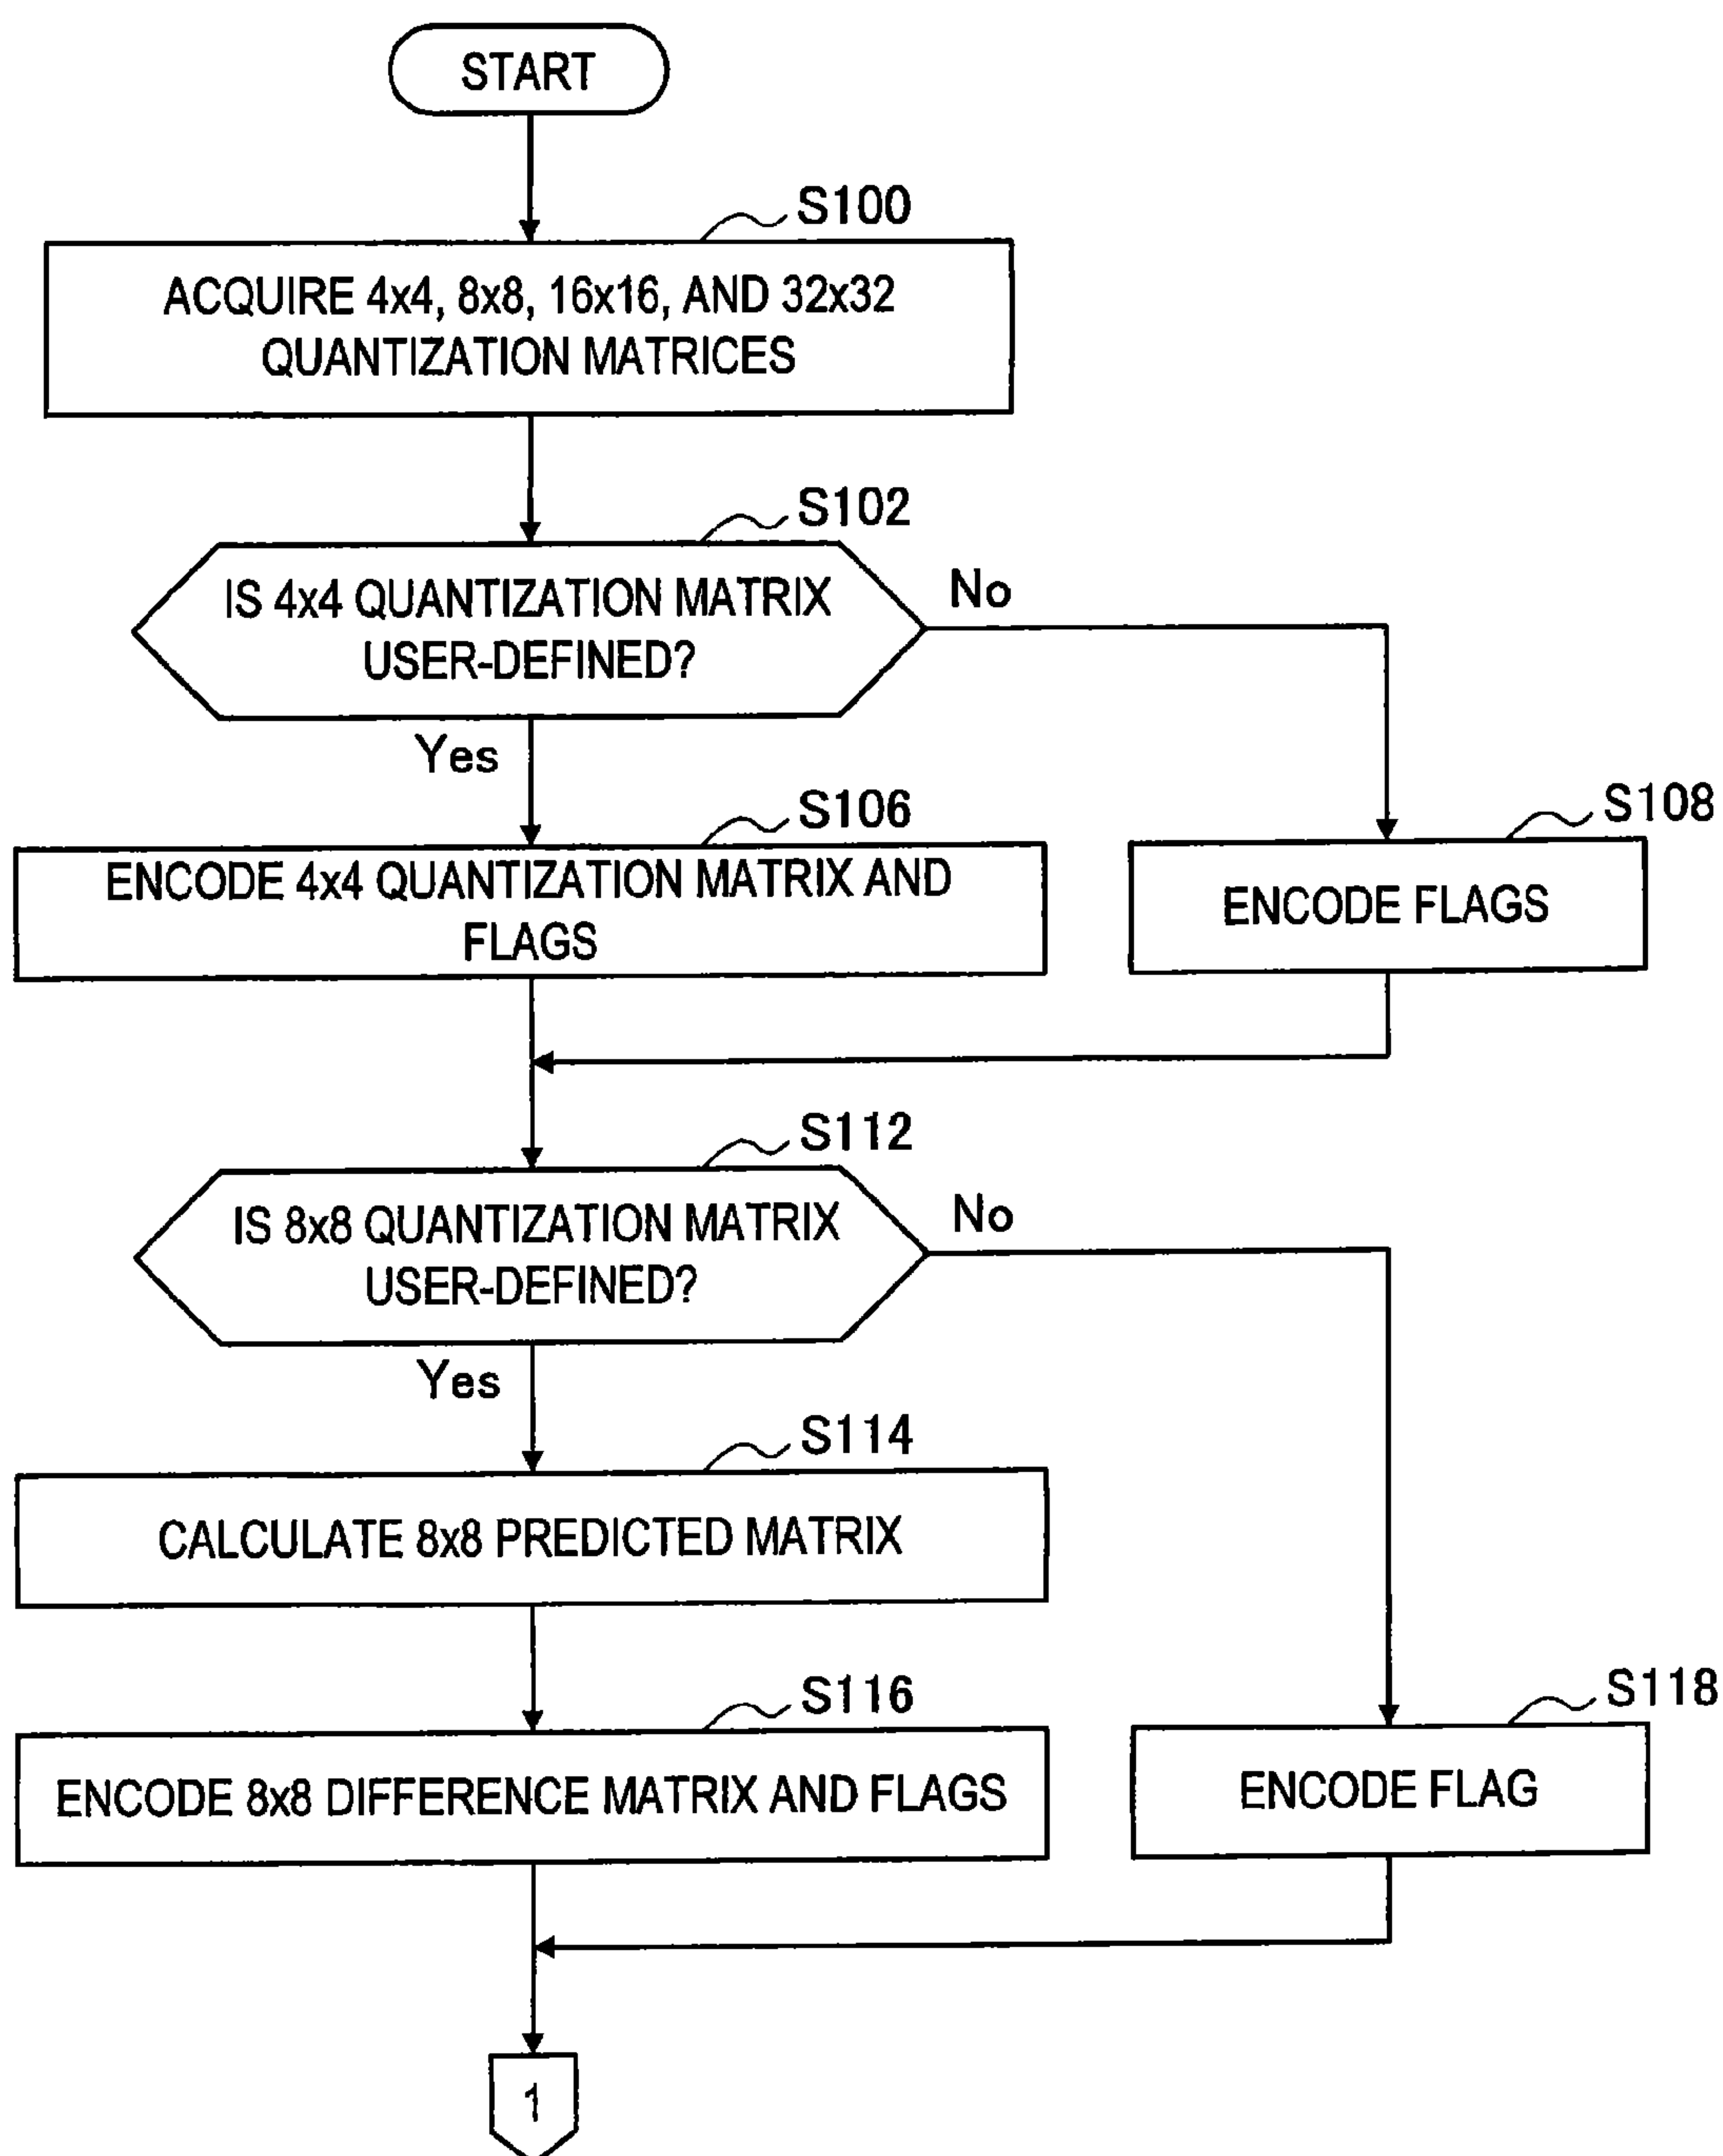 START
S100
ACQUIRE 4x4, 8x8, 16x16, AND 32x32
QUANTIZATION MATRICES
S102
IS 4x4 QUANTIZATION MATRIX
USER-DEFINED?
No
Yes
S106
ENCODE 4x4 QUANTIZATION MATRIX AND
FLAGS
S108
ENCODE FLAGS
S112
IS 8x8 QUANTIZATION MATRIX
USER-DEFINED?
No
Yes
S114
CALCULATE 8x8 PREDICTED MATRIX
S116
ENCODE 8x8 DIFFERENCE MATRIX AND FLAGS
S118
ENCODE FLAG
1